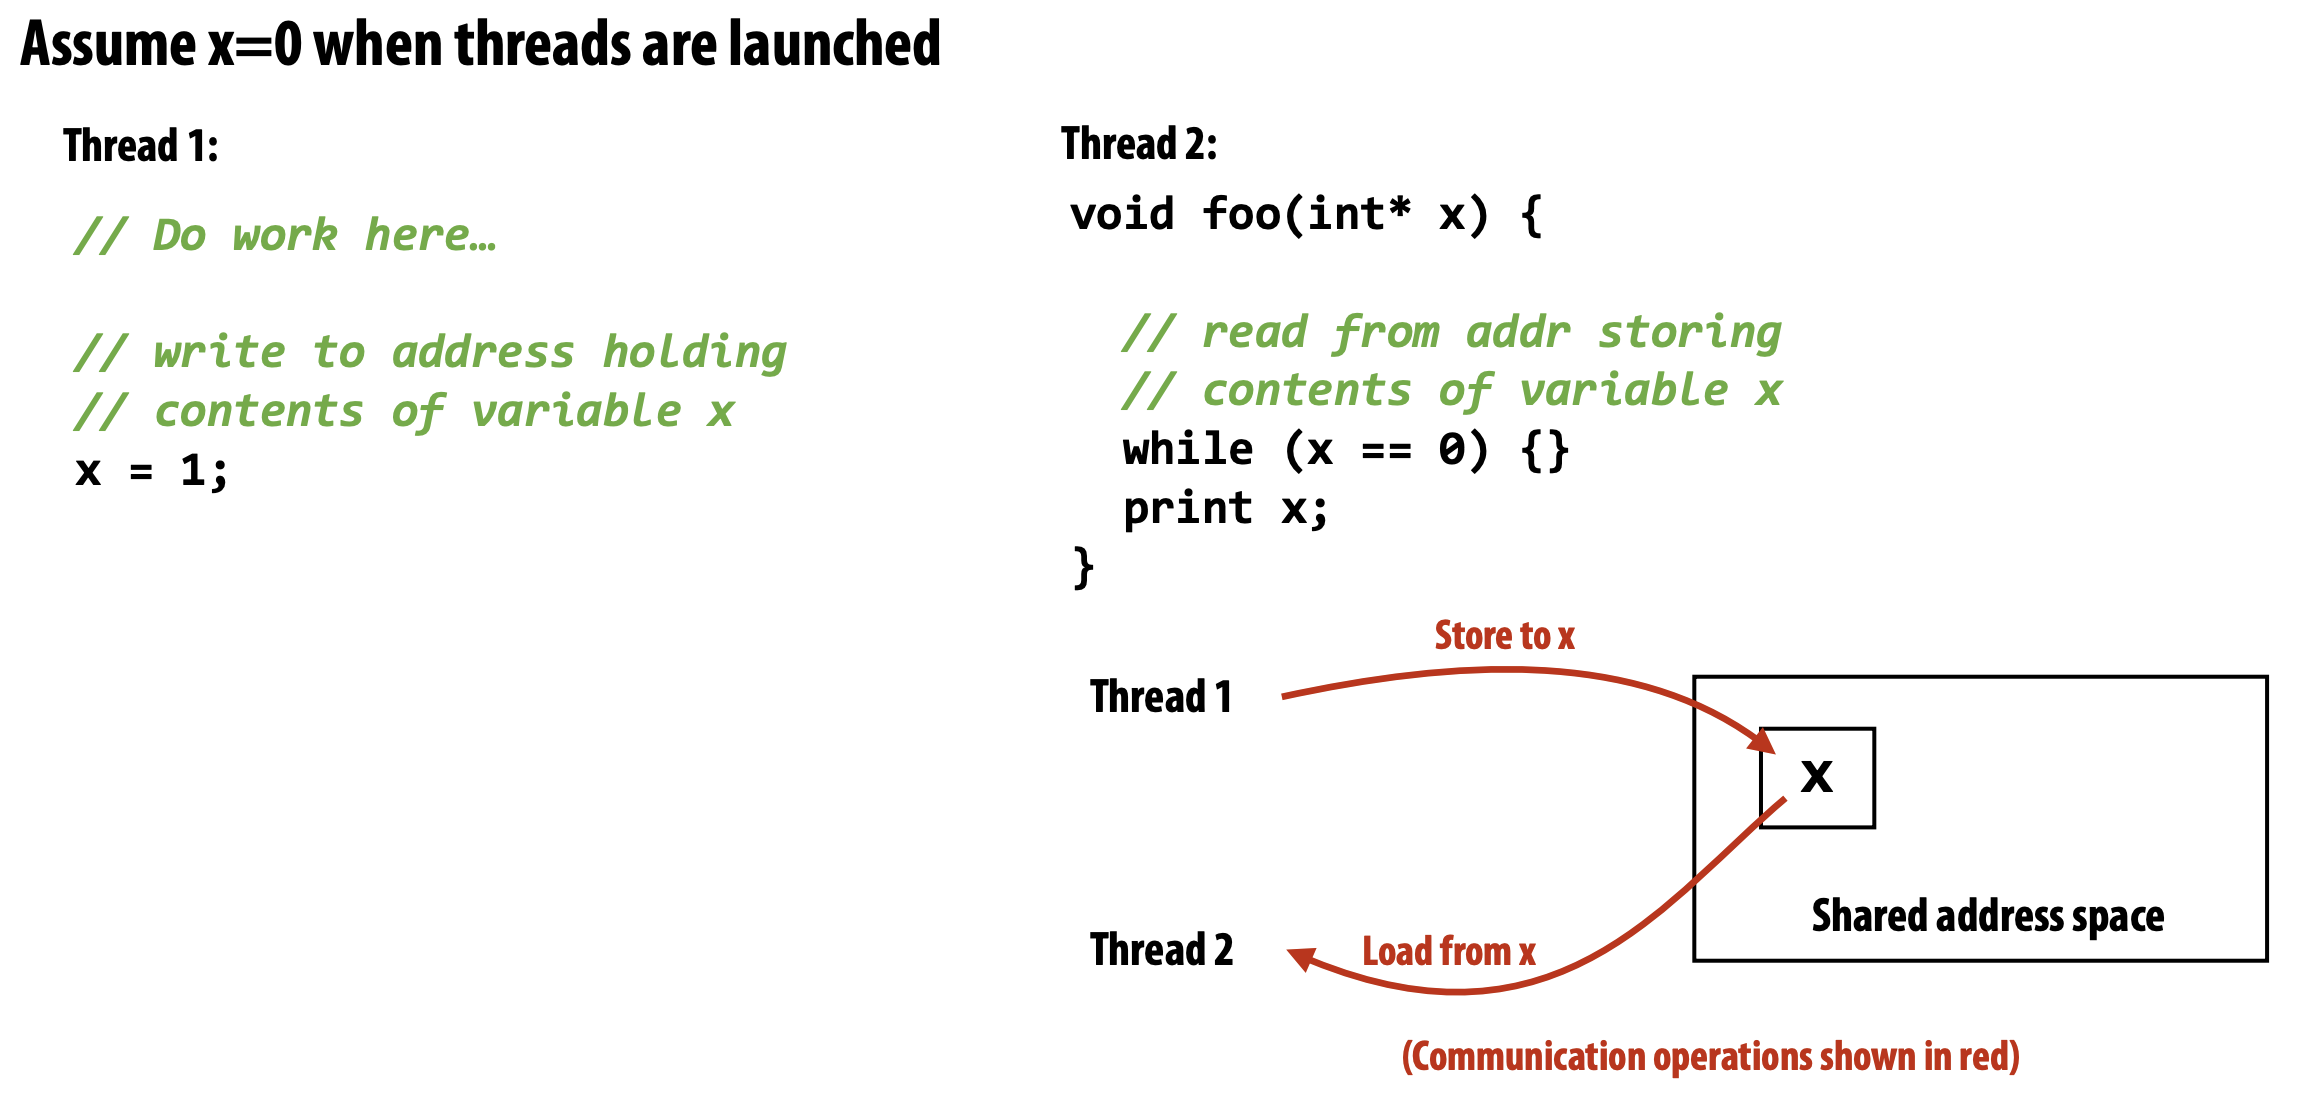 Assume x=0 when threads are launched
Thread 1:
// Do work here…
// write to address holding
// contents of variable x
x = 1;
Thread 2:
void foo(int* x) {
// read from addr storing
// contents of variable x
while (x == 0) {}
print x;
}
Store to x
Thread 1
x
Shared address space
Thread 2
Load from x
(Communication operations shown in red)